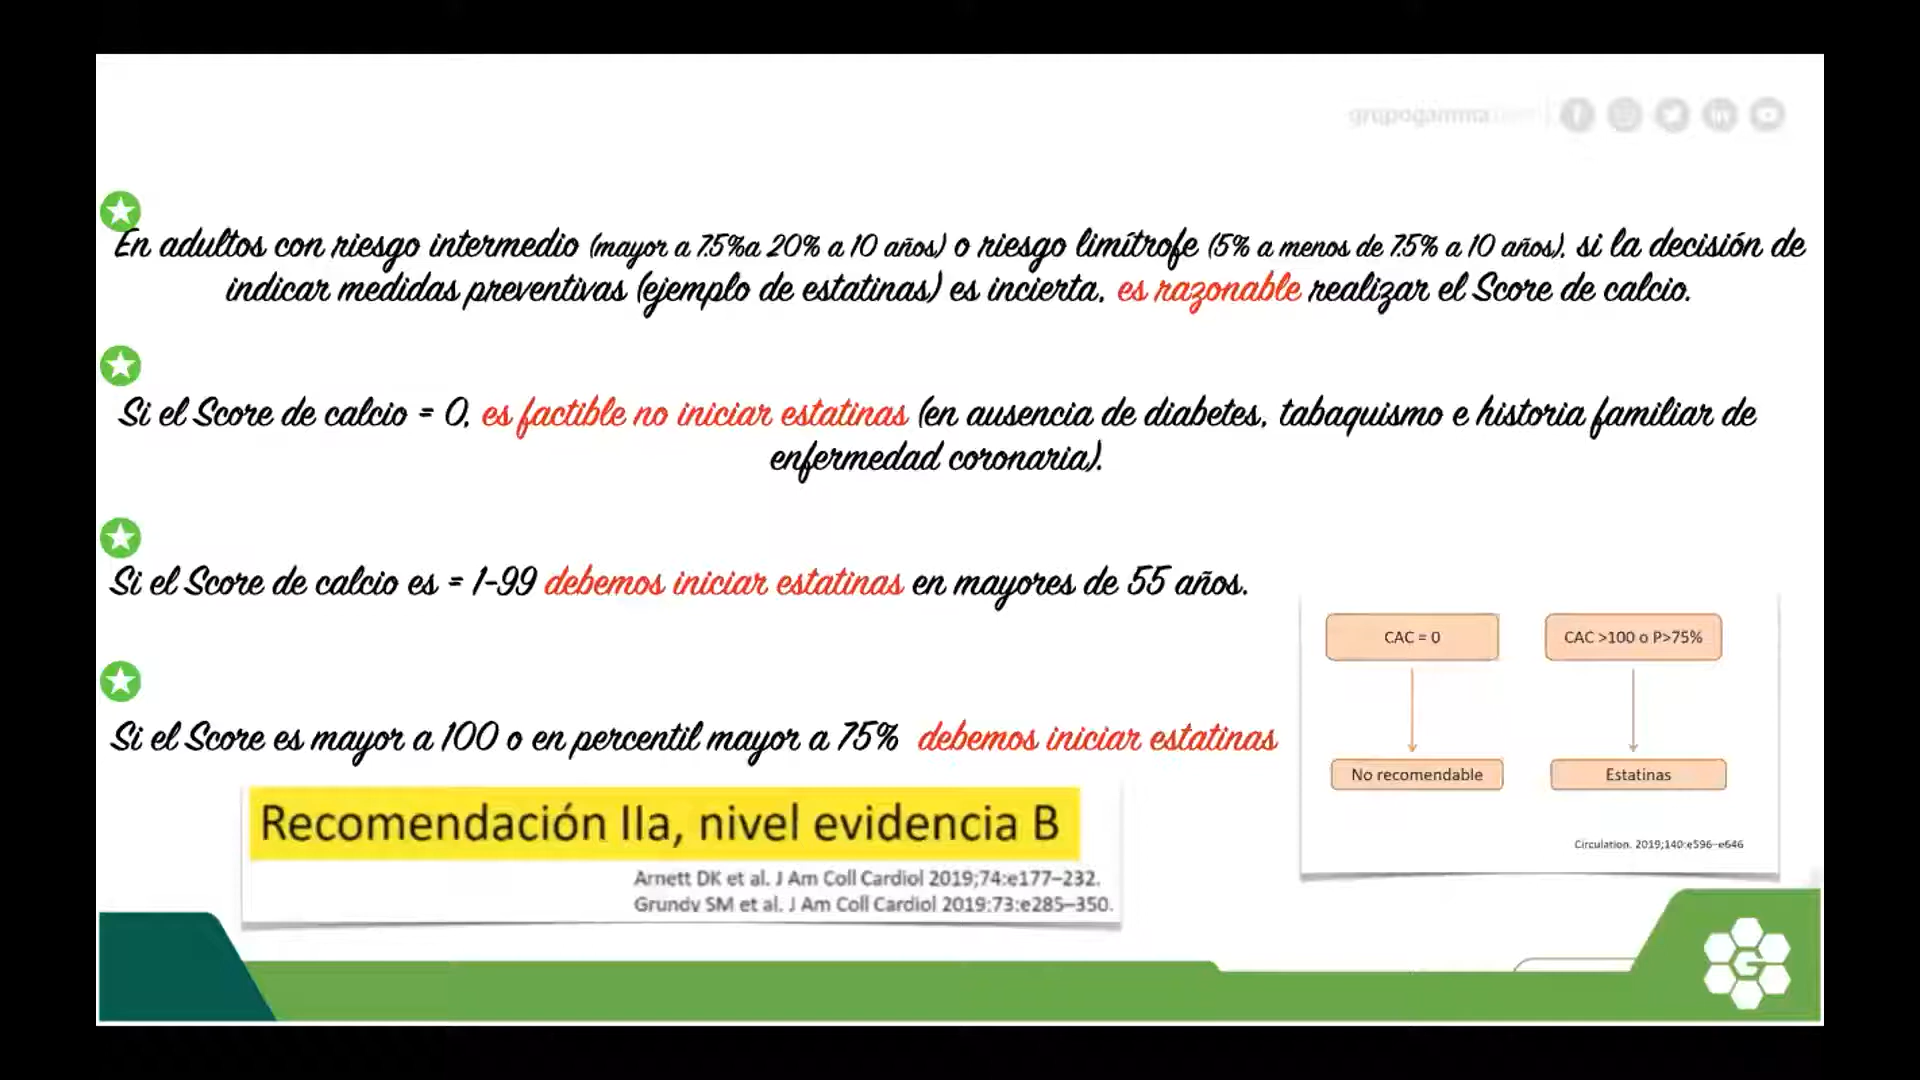 grupogamma
En adultos con riesgo intermedio (mayor a 7.5%a 20% a 10 años) o riesgo limítrofe (5% a menos de 7.5% a 10 años), si la decisión de
indicar medidas preventivas (ejemplo de estatinas) es incierta, es razonable realizar el Score de calcio.
Si el Score de calcio = 0, es factible no iniciar estatinas (en ausencia de diabetes, tabaquismo e historia familiar de
enfermedad coronaria).
Si el Score de calcio es = 1-99 debemos iniciar estatinas en mayores de 55 años.
Si el Score es mayor a 100 o en percentil mayor a 75% debemos iniciar estatinas
CAC = 0
CAC >100 o P>75%
No recomendable
Estatinas
Circulation. 2019;140:e596–e646
Recomendación IIa, nivel evidencia B
Arnett DK et al. J Am Coll Cardiol 2019;74:e177–232.
Grundy SM et al. J Am Coll Cardiol 2019;73:e285–350.